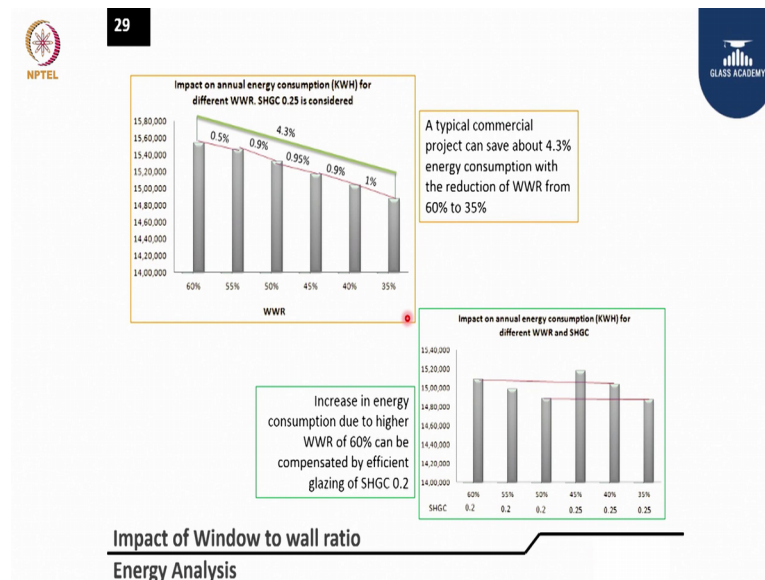 29
NPTEL
GLASS ACADEMY
Impact on annual energy consumption (KWH) for
different WWR. SHGC 0.25 is considered
15,80,000
15,60,000
15,40,000
15,20,000
15,00,000
14,80,000
14,60,000
14,40,000
14,20,000
14,00,000
0.5%
0.9%
0.95%
0.9%
1%
4.3%
60% 55% 50% 45% 40% 35%
WWR
A typical commercial
project can save about 4.3%
energy consumption with
the reduction of WWR from
60% to 35%
Increase in energy
consumption due to higher
WWR of 60% can be
compensated by efficient
glazing of SHGC 0.2
Impact on annual energy consumption (KWH) for
different WWR and SHGC
15,40,000
15,20,000
15,00,000
14,80,000
14,60,000
14,40,000
14,20,000
14,00,000
60% 55% 50% 45% 40% 35%
SHGC 0.2 0.2 0.2 0.25 0.25 0.25
Impact of Window to wall ratio
Energy Analysis